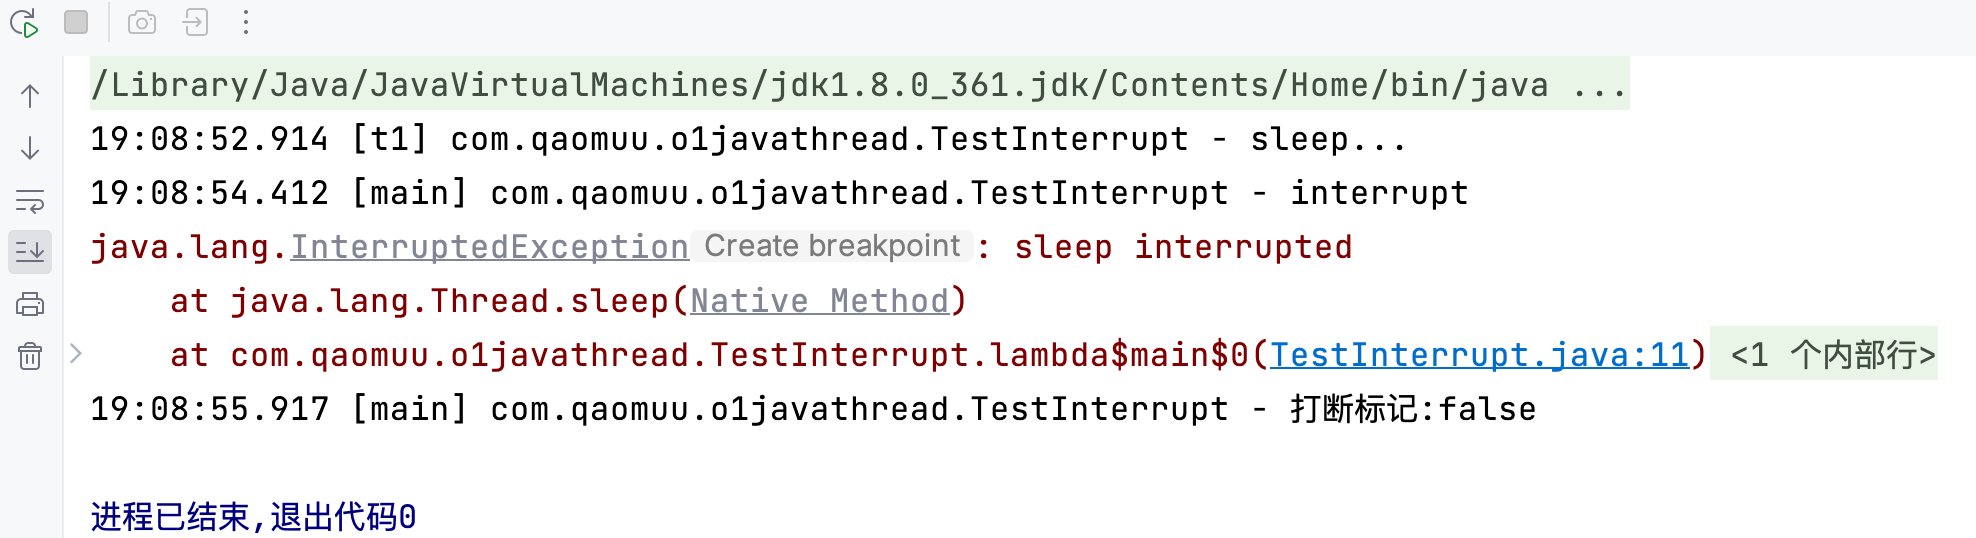 /Library/Java/JavaVirtualMachines/jdk1.8.0_361.jdk/Contents/Home/bin/java ...
19:08:52.914 [t1] com.qaomuu.o1javathread.TestInterrupt - sleep...
19:08:54.412 [main] com.qaomuu.o1javathread.TestInterrupt - interrupt
java.lang.InterruptedException Create breakpoint : sleep interrupted
    at java.lang.Thread.sleep(Native Method)
    at com.qaomuu.o1javathread.TestInterrupt.lambda$main$0(TestInterrupt.java:11) <1 个内部行>
19:08:55.917 [main] com.qaomuu.o1javathread.TestInterrupt - 打断标记:false
进程已结束,退出代码0